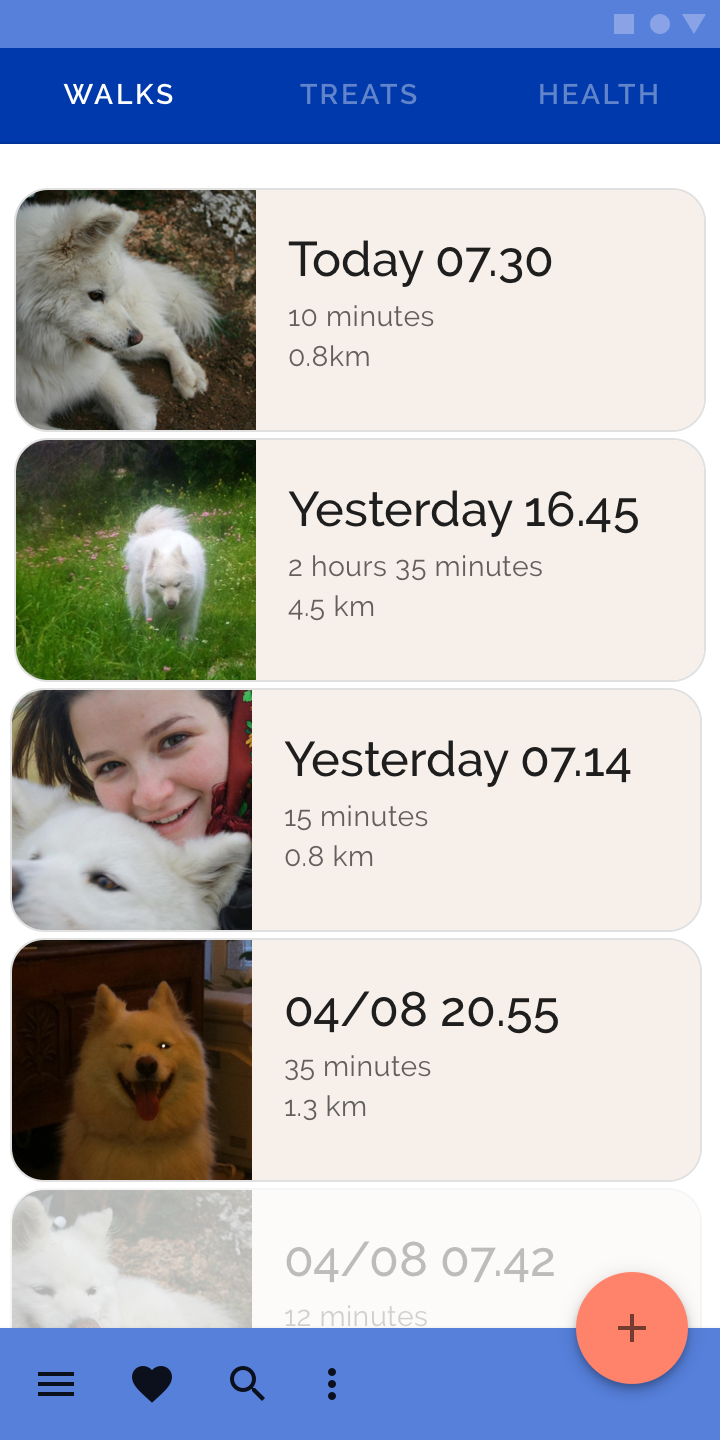 WALKS TREATS HEALTH
Today 07.30
10 minutes
0.8km
Yesterday 16.45
2 hours 35 minutes
4.5 km
Yesterday 07.14
15 minutes
0.8 km
04/08 20.55
35 minutes
1.3 km
04/08 07.42
12 minutes